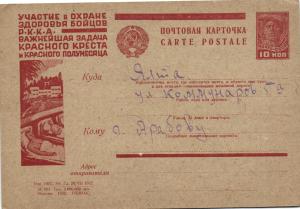 УЧАСТИЕ В ОХРАНЕ
ЗДОРОВЬЯ БОЙЦОВ
Р.К.К.А.
ВАЖНЕЙШАЯ ЗАДАЧА
КРАСНОГО КРЕСТА
И КРАСНОГО ПОЛУМЕСЯЦА
ПОЧТОВАЯ КАРТОЧКА
CARTE POSTALE
10 КОП
Куда
Ялта
ул Коммунаров
Кому
г. Арабову
Адрес
отправителя